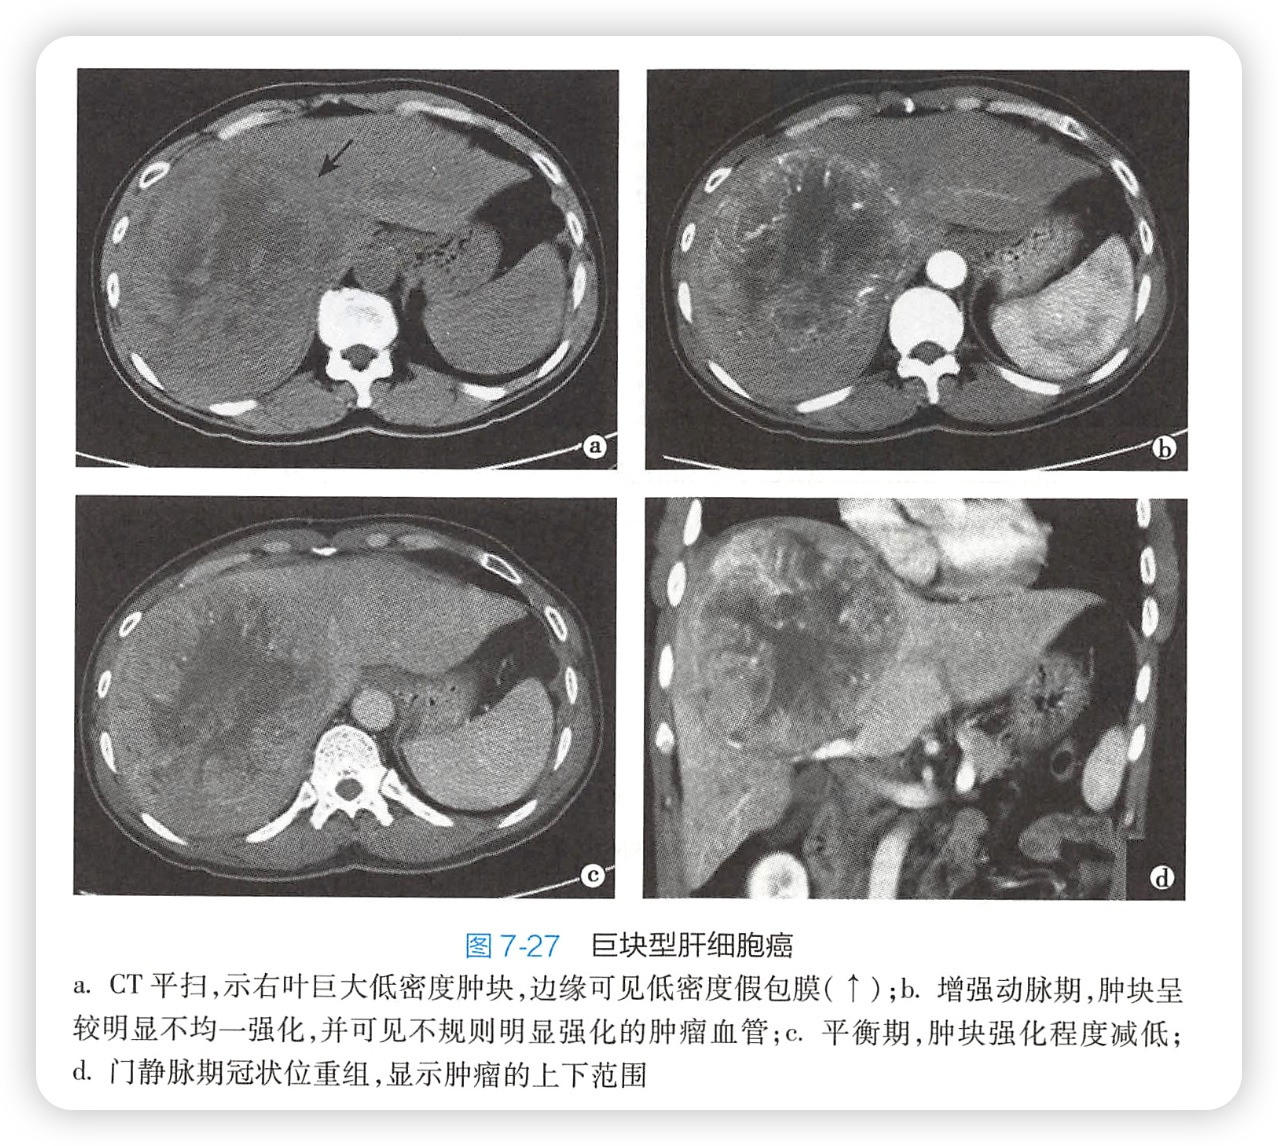 a
b
c
d
图 7-27 巨块型肝细胞癌
a. CT 平扫,示右叶巨大低密度肿块,边缘可见低密度假包膜(↑);b. 增强动脉期,肿块呈
较明显不均一强化,并可见不规则明显强化的肿瘤血管;c. 平衡期,肿块强化程度减低;
d. 门静脉期冠状位重组,显示肿瘤的上下范围